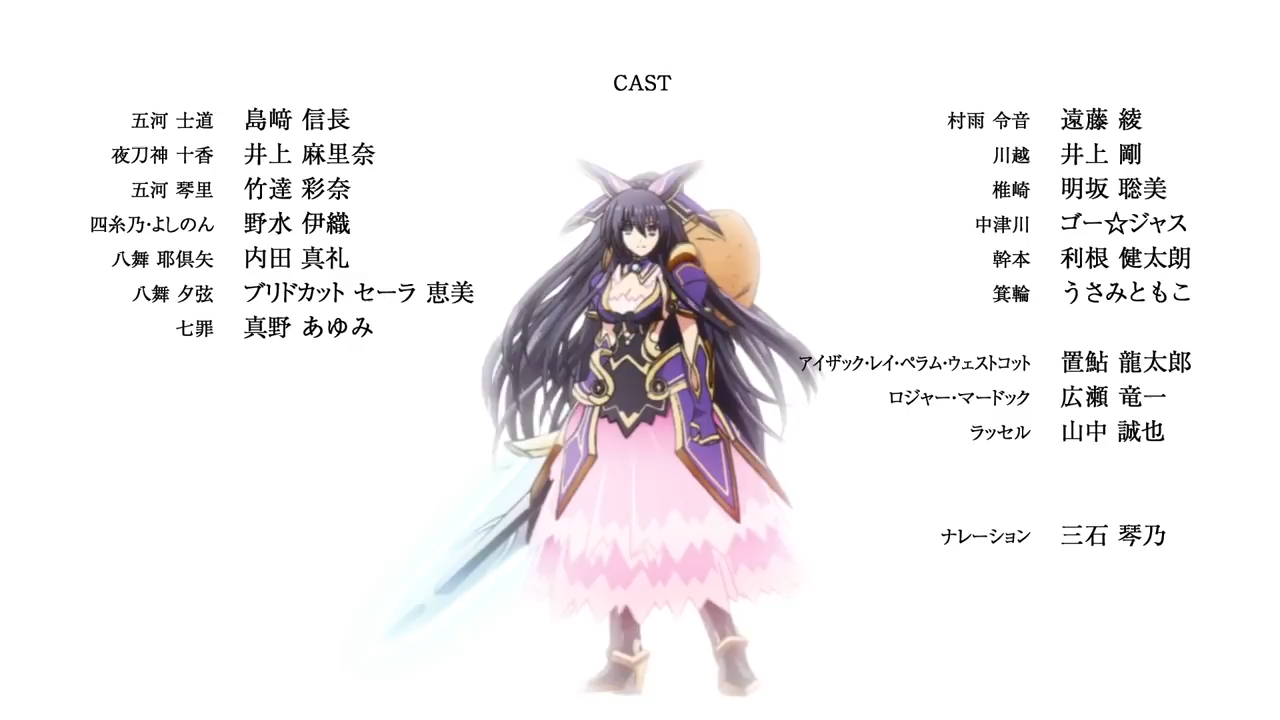 CAST
五河 士道 島﨑 信長
夜刀神 十香 井上 麻里奈
五河 琴里 竹達 彩奈
四糸乃・よしのん 野水 伊織
八舞 耶倶矢 内田 真礼
八舞 夕弦 ブリドカット セーラ 恵美
七罪 真野 あゆみ
村雨 令音 遠藤 綾
川越 井上 剛
椎崎 明坂 聡美
中津川 ゴー☆ジャス
幹本 利根 健太朗
箕輪 うさみともこ
アイザック・レイ・ペラム・ウェストコット 置鮎 龍太郎
ロジャー・マードック 広瀬 竜一
ラッセル 山中 誠也
ナレーション 三石 琴乃